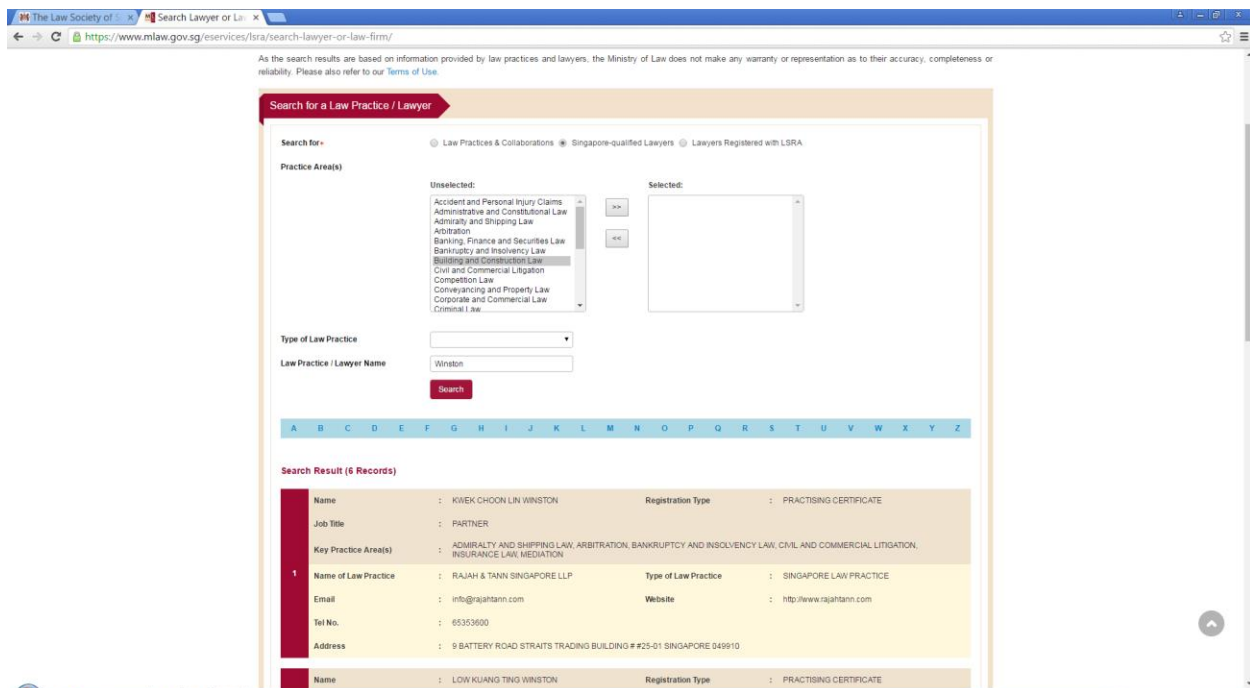 The Law Society of S
Search Lawyer or La
https://www.mlaw.gov.sg/eservices/lsra/search-lawyer-or-law-firm/
As the search results are based on information provided by law practices and lawyers, the Ministry of Law does not make any warranty or representation as to their accuracy, completeness or
reliability. Please also refer to our Terms of Use.
Search for a Law Practice / Lawyer
Search for* Law Practices & Collaborations Singapore-qualified Lawyers Lawyers Registered with LSRA
Practice Area(s)
Unselected: Selected:
Accident and Personal Injury Claims
Administrative and Constitutional Law
Admiralty and Shipping Law
Arbitration
Banking, Finance and Securities Law
Bankruptcy and Insolvency Law
Building and Construction Law
Civil and Commercial Litigation
Competition Law
Conveyancing and Property Law
Corporate and Commercial Law
Criminal Law
>>
<<
Type of Law Practice
Law Practice / Lawyer Name Winston
Search
A B C D E F G H I J K L M N O P Q R S T U V W X Y Z
Search Result (6 Records)
1
Name : KWEK CHOON LIN WINSTON Registration Type : PRACTISING CERTIFICATE
Job Title : PARTNER
Key Practice Area(s) : ADMIRALTY AND SHIPPING LAW, ARBITRATION, BANKRUPTCY AND INSOLVENCY LAW, CIVIL AND COMMERCIAL LITIGATION,
INSURANCE LAW, MEDIATION
Name of Law Practice : RAJAH & TANN SINGAPORE LLP Type of Law Practice : SINGAPORE LAW PRACTICE
Email : info@rajahtann.com Website : http://www.rajahtann.com
Tel No. : 65353600
Address : 9 BATTERY ROAD STRAITS TRADING BUILDING # #25-01 SINGAPORE 049910
Name : LOW KUANG TING WINSTON Registration Type : PRACTISING CERTIFICATE